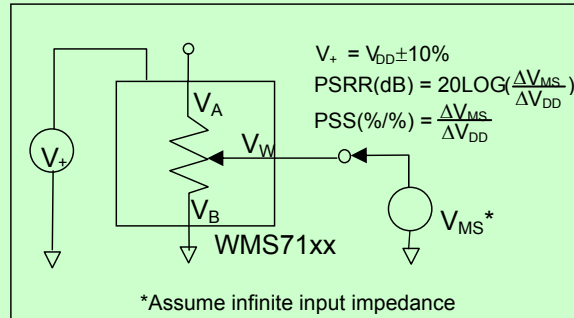 V+ = VDD±10%
PSRR(dB) = 20LOG(ΔVMS/ΔVDD)
PSS(%/%) = ΔVMS/ΔVDD
VA
V+
VW
VB
VMS*
WMS71xx
*Assume infinite input impedance